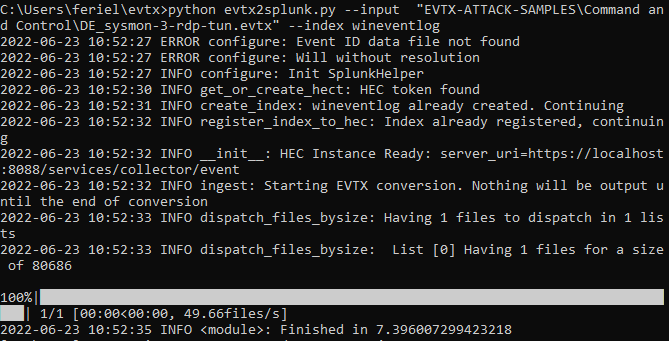 C:\Users\feriel\evtx>python evtx2splunk.py --input  "EVTX-ATTACK-SAMPLES\Command an
d Control\DE_sysmon-3-rdp-tun.evtx" --index wineventlog
2022-06-23 10:52:27 ERROR configure: Event ID data file not found
2022-06-23 10:52:27 ERROR configure: Will without resolution
2022-06-23 10:52:27 INFO configure: Init SplunkHelper
2022-06-23 10:52:30 INFO get_or_create_hect: HEC token found
2022-06-23 10:52:31 INFO create_index: wineventlog already created. Continuing
2022-06-23 10:52:32 INFO register_index_to_hec: Index already registered, continuin
g
2022-06-23 10:52:32 INFO __init__: HEC Instance Ready: server_uri=https://localhost
:8088/services/collector/event
2022-06-23 10:52:32 INFO ingest: Starting EVTX conversion. Nothing will be output u
ntil the end of conversion
2022-06-23 10:52:33 INFO dispatch_files_bysize: Having 1 files to dispatch in 1 lis
ts
2022-06-23 10:52:33 INFO dispatch_files_bysize:  List [0] Having 1 files for a size
 of 80686
100%|
| 1/1 [00:00<00:00, 49.66files/s]
2022-06-23 10:52:35 INFO <module>: Finished in 7.396007299423218